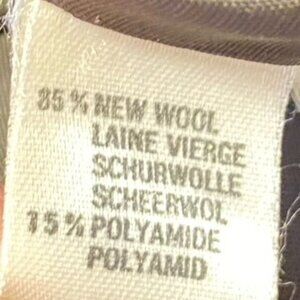 85% NEW WOOL
LAINE VIERGE
SCHURWOLLE
SCHEERWOL
15% POLYAMIDE
POLYAMID